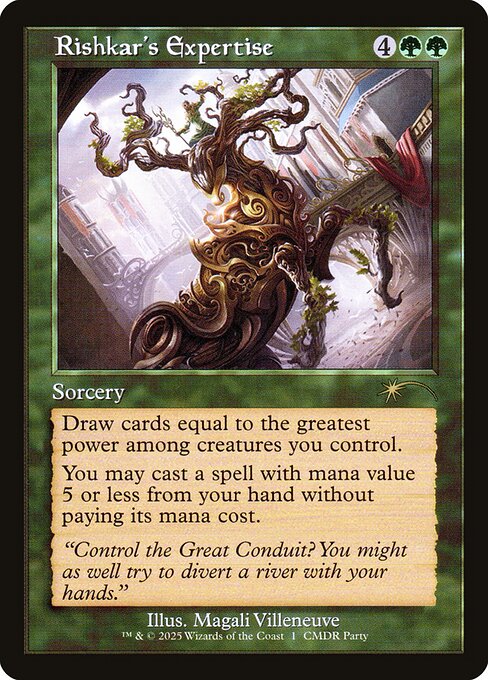 Rishkar's Expertise 4
Sorcery
Draw cards equal to the greatest
power among creatures you control.
You may cast a spell with mana value
5 or less from your hand without
paying its mana cost.
“Control the Great Conduit? You might
as well try to divert a river with your
hands.”
Illus. Magali Villeneuve
™ & © 2025 Wizards of the Coast 1 CMDR Party